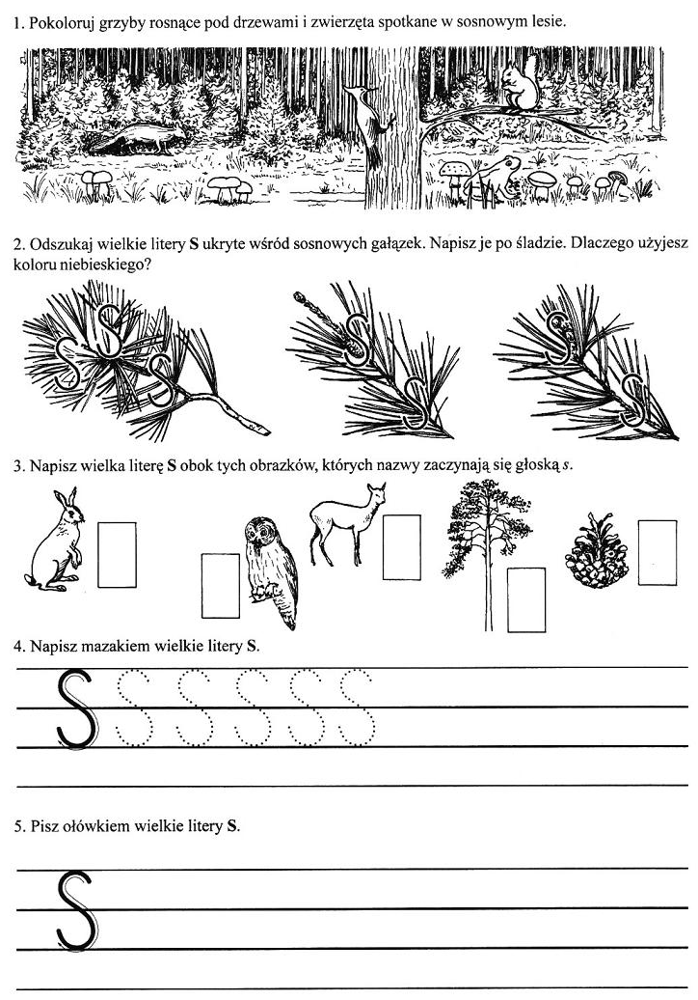 1. Pokoloruj grzyby rosnące pod drzewami i zwierzęta spotkane w sosnowym lesie.
2. Odszukaj wielkie litery S ukryte wśród sosnowych gałązek. Napisz je po śladzie. Dlaczego użyjesz
koloru niebieskiego?
S S S S S S S
3. Napisz wielka literę S obok tych obrazków, których nazwy zaczynają się głoską s.
4. Napisz mazakiem wielkie litery S.
S S S S S S
5. Pisz ołówkiem wielkie litery S.
S